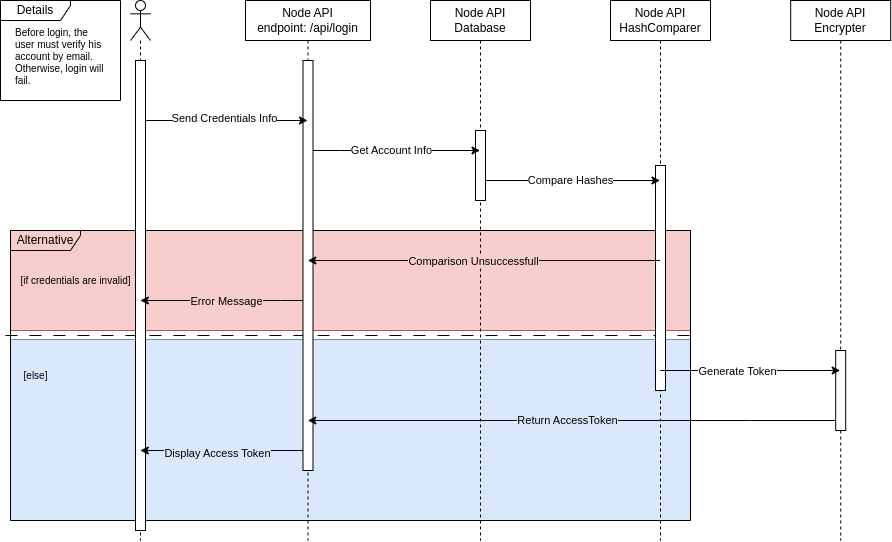 Details
Before login, the
user must verify his
account by email.
Otherwise, login will
fail.
Node API
endpoint: /api/login
Node API
Database
Node API
HashComparer
Node API
Encrypter
Send Credentials Info
Get Account Info
Compare Hashes
Alternative
Comparison Unsuccessfull
[if credentials are invalid]
Error Message
Generate Token
[else]
Return AccessToken
Display Access Token